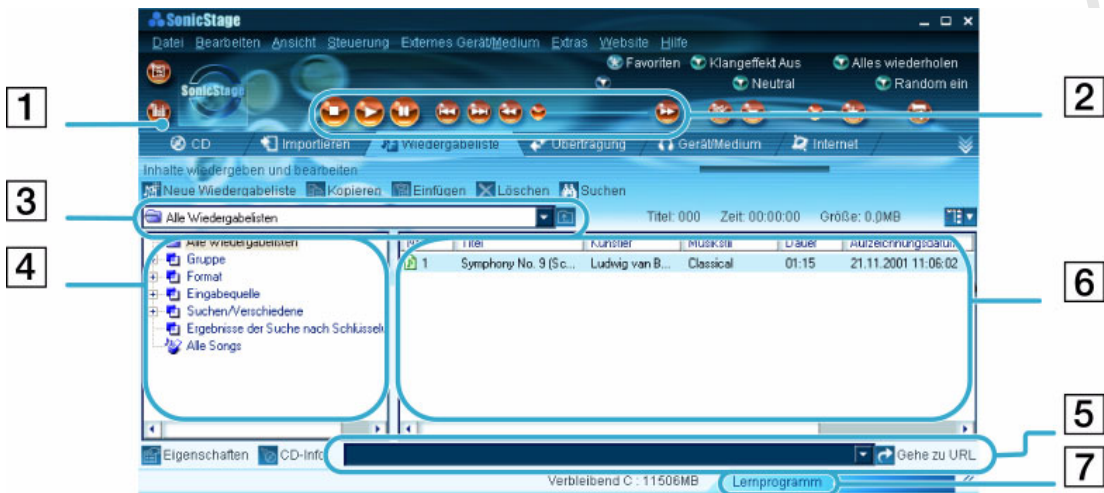 SonicStage
Datei Bearbeiten Ansicht Steuerung Externes Gerät/Medium Extras Website Hilfe
Favoriten Klangeffekt Aus Alles wiederholen
SonicStage
Neutral Random ein
1
2
CD Importieren Wiedergabeliste Übertragung Gerät/Medium Internet
Inhalte wiedergeben und bearbeiten
Neue Wiedergabeliste Kopieren Einfügen Löschen Suchen
3
Alle Wiedergabelisten Titel: 000 Zeit: 00:00:00 Größe: 0,0MB
Alle Wiedergabelisten
Titel Künstler Musikstil Dauer Aufzeichnungsdatum
4
Gruppe
1 Symphony No. 9 (Sc... Ludwig van B... Classical 01:15 21.11.2001 11:06:02
6
Format
Eingabequelle
Suchen/Verschiedene
Ergebnisse der Suche nach Schlüssel
Alle Songs
5
Eigenschaften CD-Info Gehe zu URL
7
Verbleibend C : 11506MB Lernprogramm